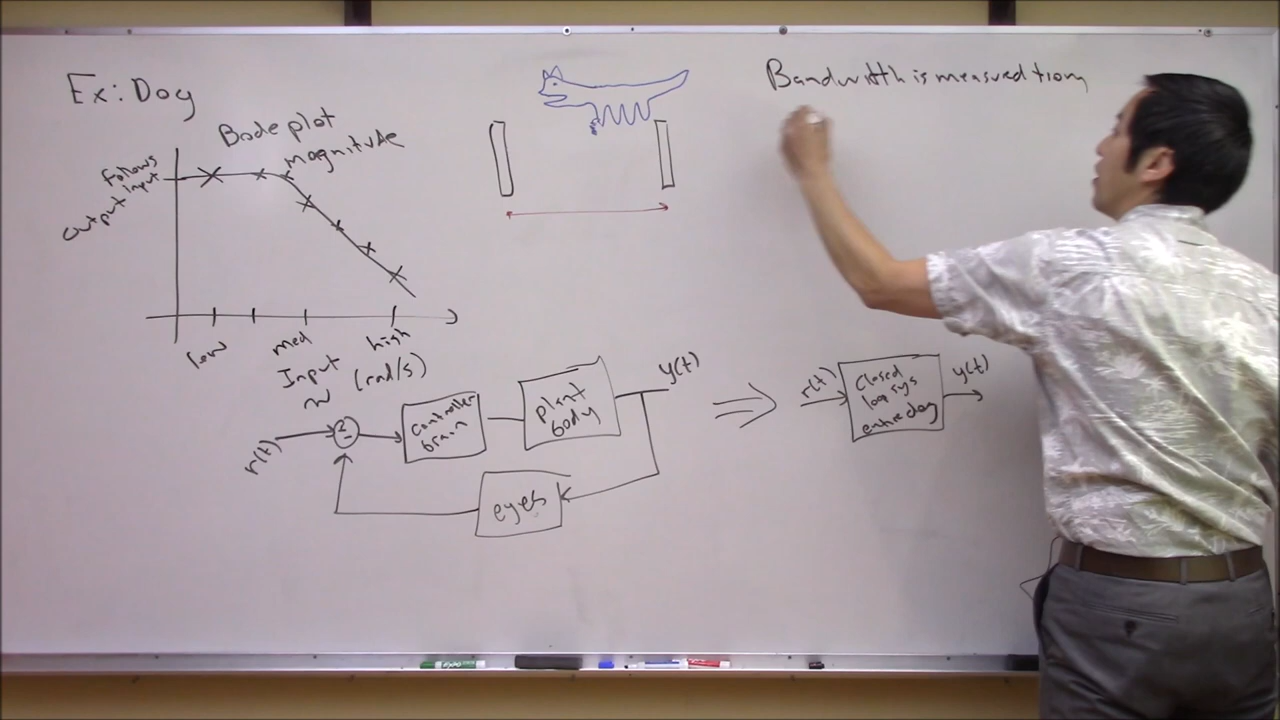 Ex: Dog
Bode plot
magnitude
follows
input
output
low
med
high
Input
(rad/s)
ω
r(t)
Σ
-
controller
brain
plant
body
y(t)
eyes
r(t)
closed
loop sys
entire dog
y(t)
Bandwidth is measured from